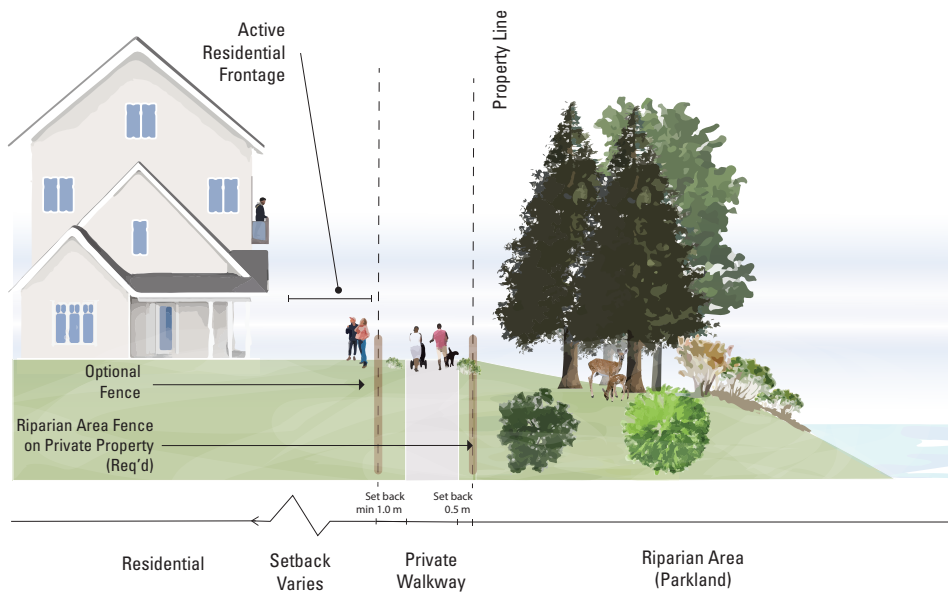 Active
Residential
Frontage
Property Line
Optional
Fence
Riparian Area Fence
on Private Property
(Req'd)
Set back
min 1.0 m
Set back
0.5 m
Residential
Setback
Varies
Private
Walkway
Riparian Area
(Parkland)